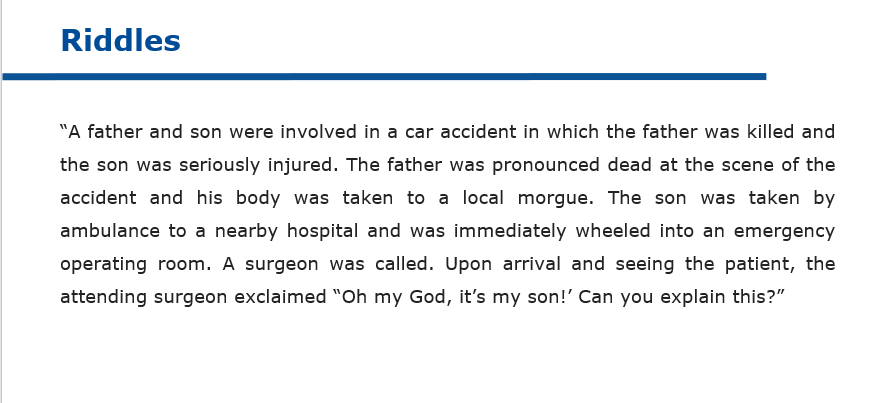 Riddles
“A father and son were involved in a car accident in which the father was killed and
the son was seriously injured. The father was pronounced dead at the scene of the
accident and his body was taken to a local morgue. The son was taken by
ambulance to a nearby hospital and was immediately wheeled into an emergency
operating room. A surgeon was called. Upon arrival and seeing the patient, the
attending surgeon exclaimed “Oh my God, it’s my son!’ Can you explain this?”